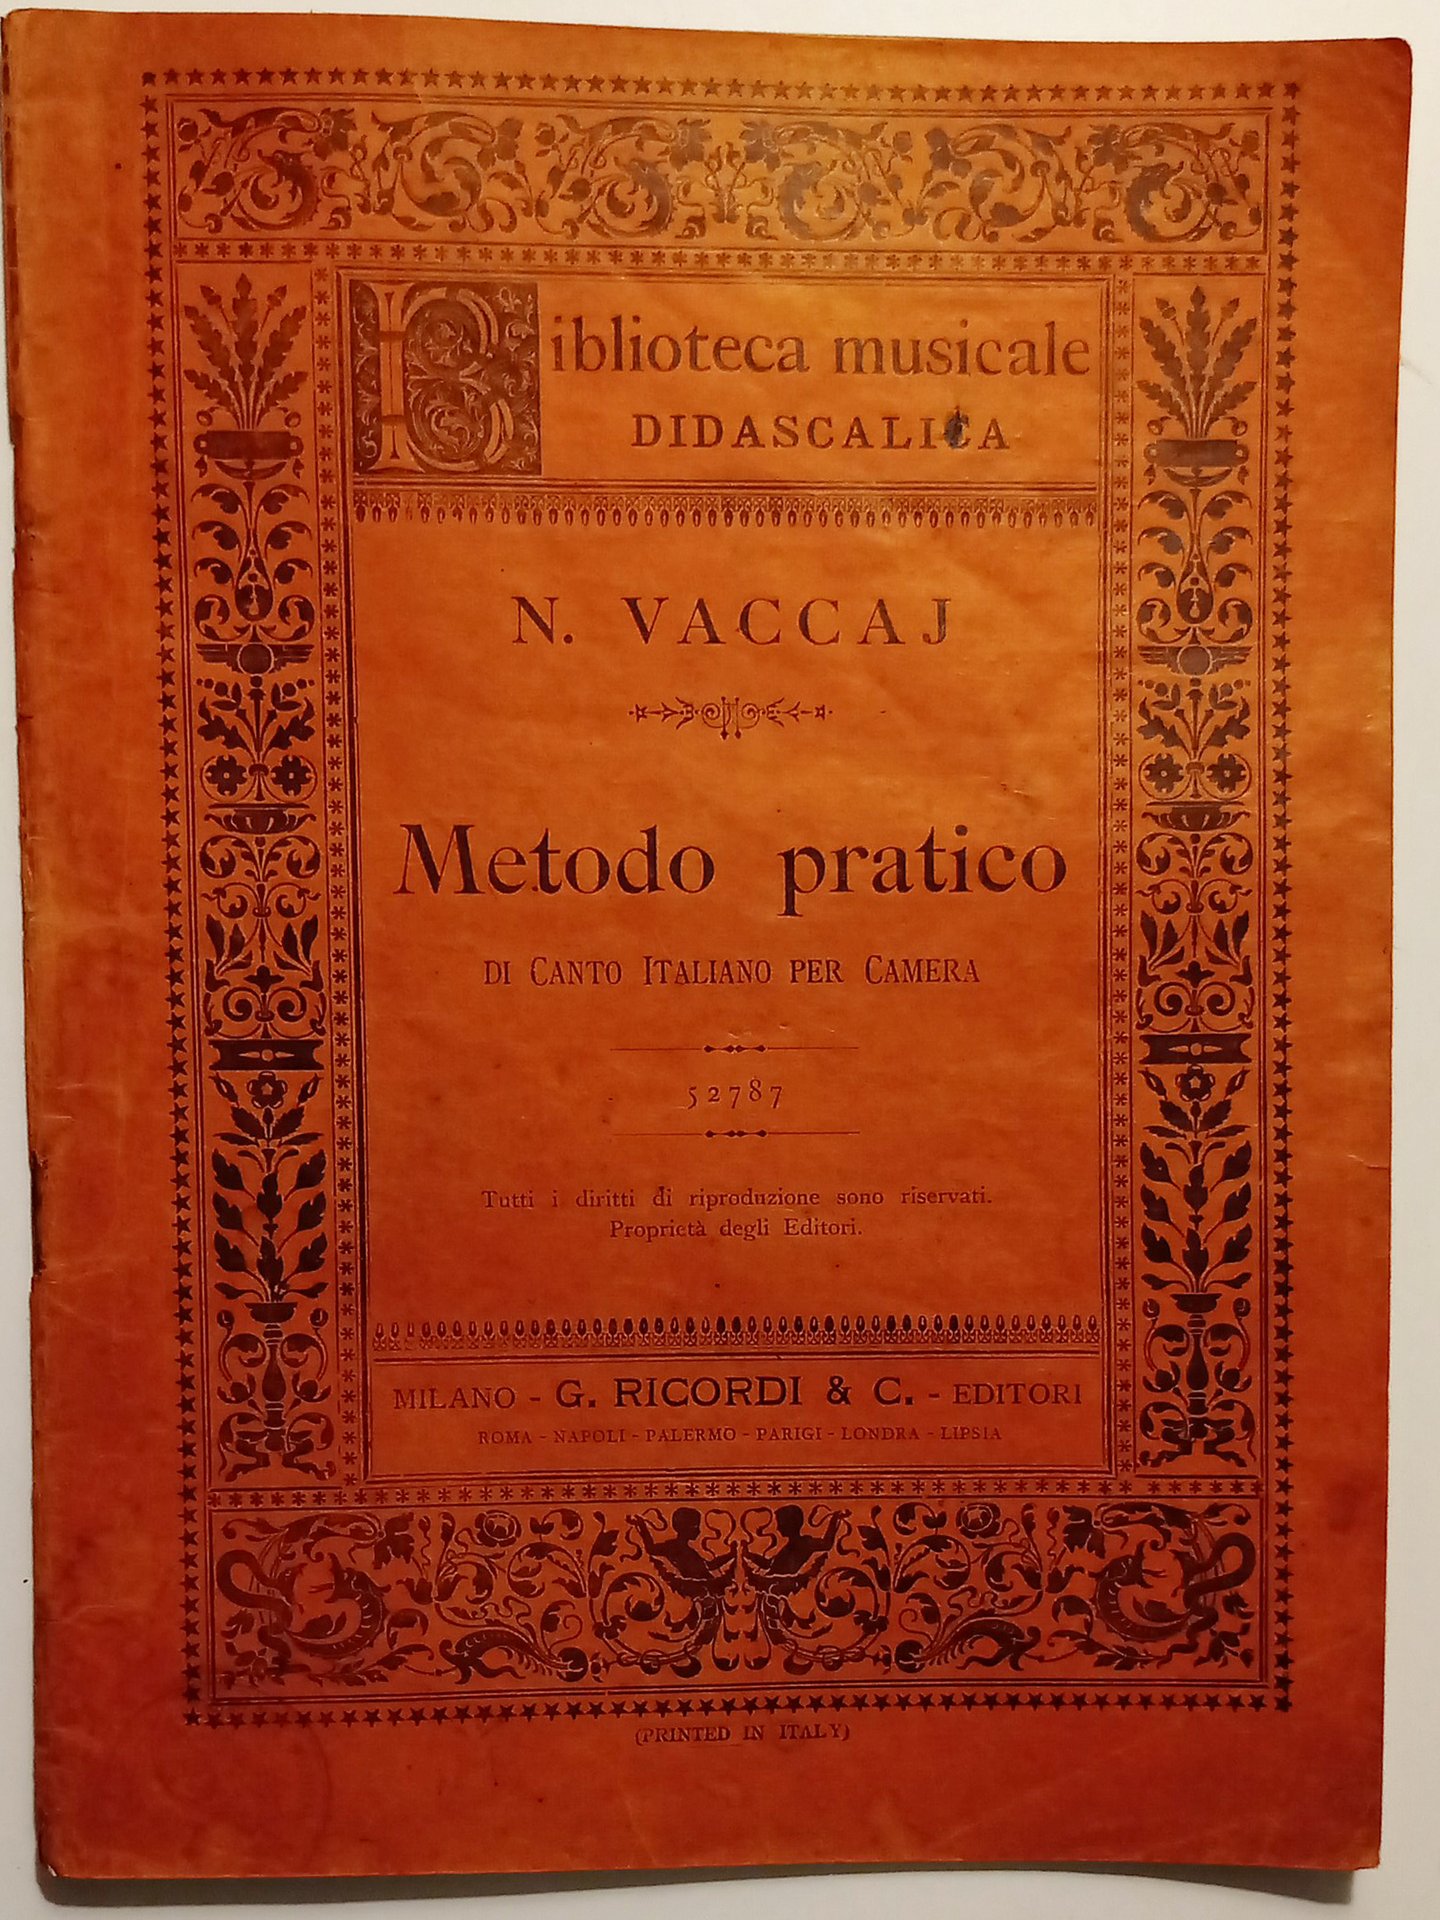 Biblioteca musicale
DIDASCALICA
N. VACCAJ
Metodo pratico
DI CANTO ITALIANO PER CAMERA
52787
Tutti i diritti di riproduzione sono riservati.
Proprietà degli Editori.
MILANO - G. RICORDI & C. - EDITORI
ROMA - NAPOLI - PALERMO - PARIGI - LONDRA - LIPSIA
(PRINTED IN ITALY)